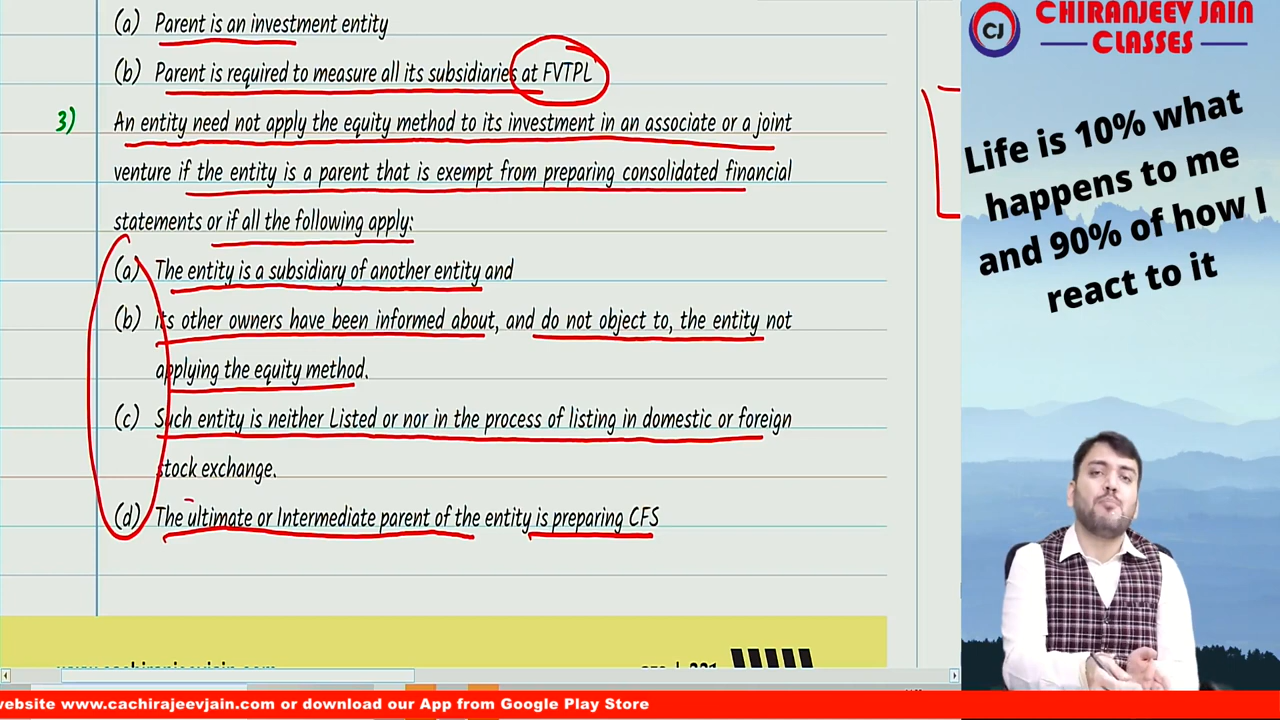 (a) Parent is an investment entity
(b) Parent is required to measure all its subsidiaries at FVTPL
3) An entity need not apply the equity method to its investment in an associate or a joint
venture if the entity is a parent that is exempt from preparing consolidated financial
statements or if all the following apply:
(a) The entity is a subsidiary of another entity and
(b) its other owners have been informed about, and do not object to, the entity not
applying the equity method.
(c) Such entity is neither Listed or nor in the process of listing in domestic or foreign
stock exchange.
(d) The ultimate or Intermediate parent of the entity is preparing CFS
CJ
CHIRANJEEV JAIN
CLASSES
Life is 10% what
happens to me
and 90% of how I
react to it
website www.cachirajeevjain.com or download our App from Google Play Store